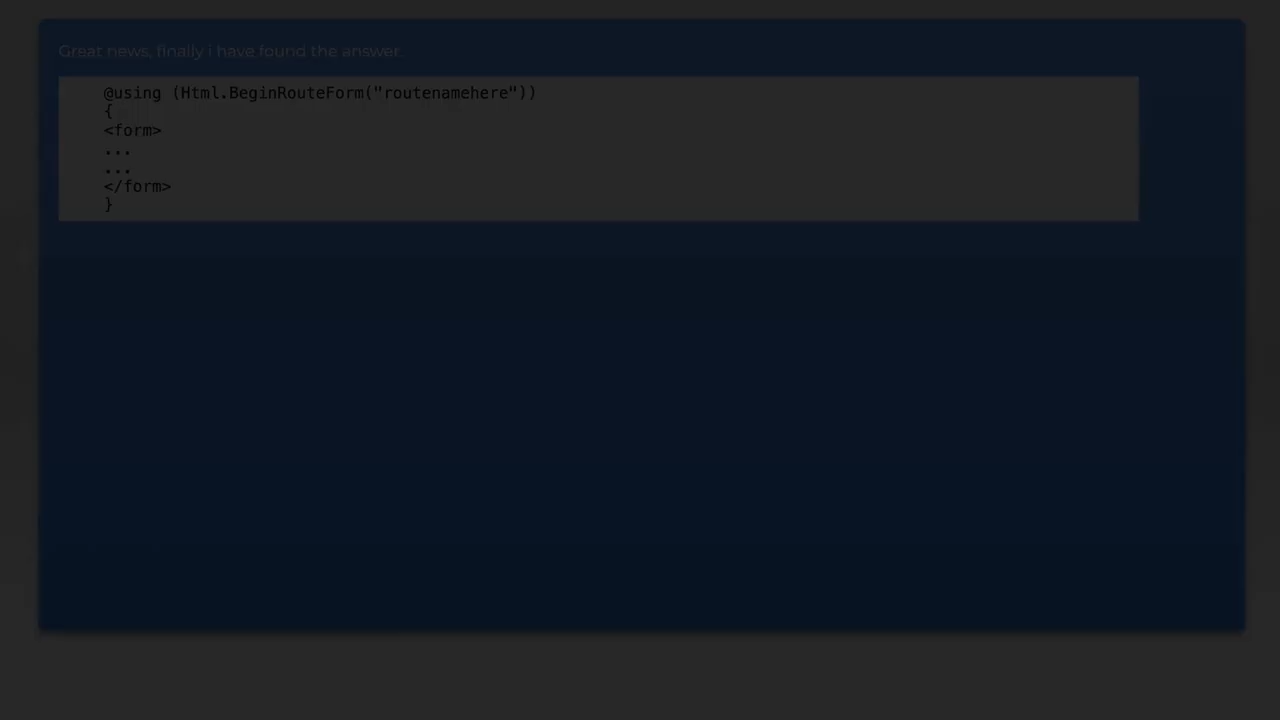 Great news, finally i have found the answer.
@using (Html.BeginRouteForm("routenamehere"))
{
<form>
...
...
</form>
}